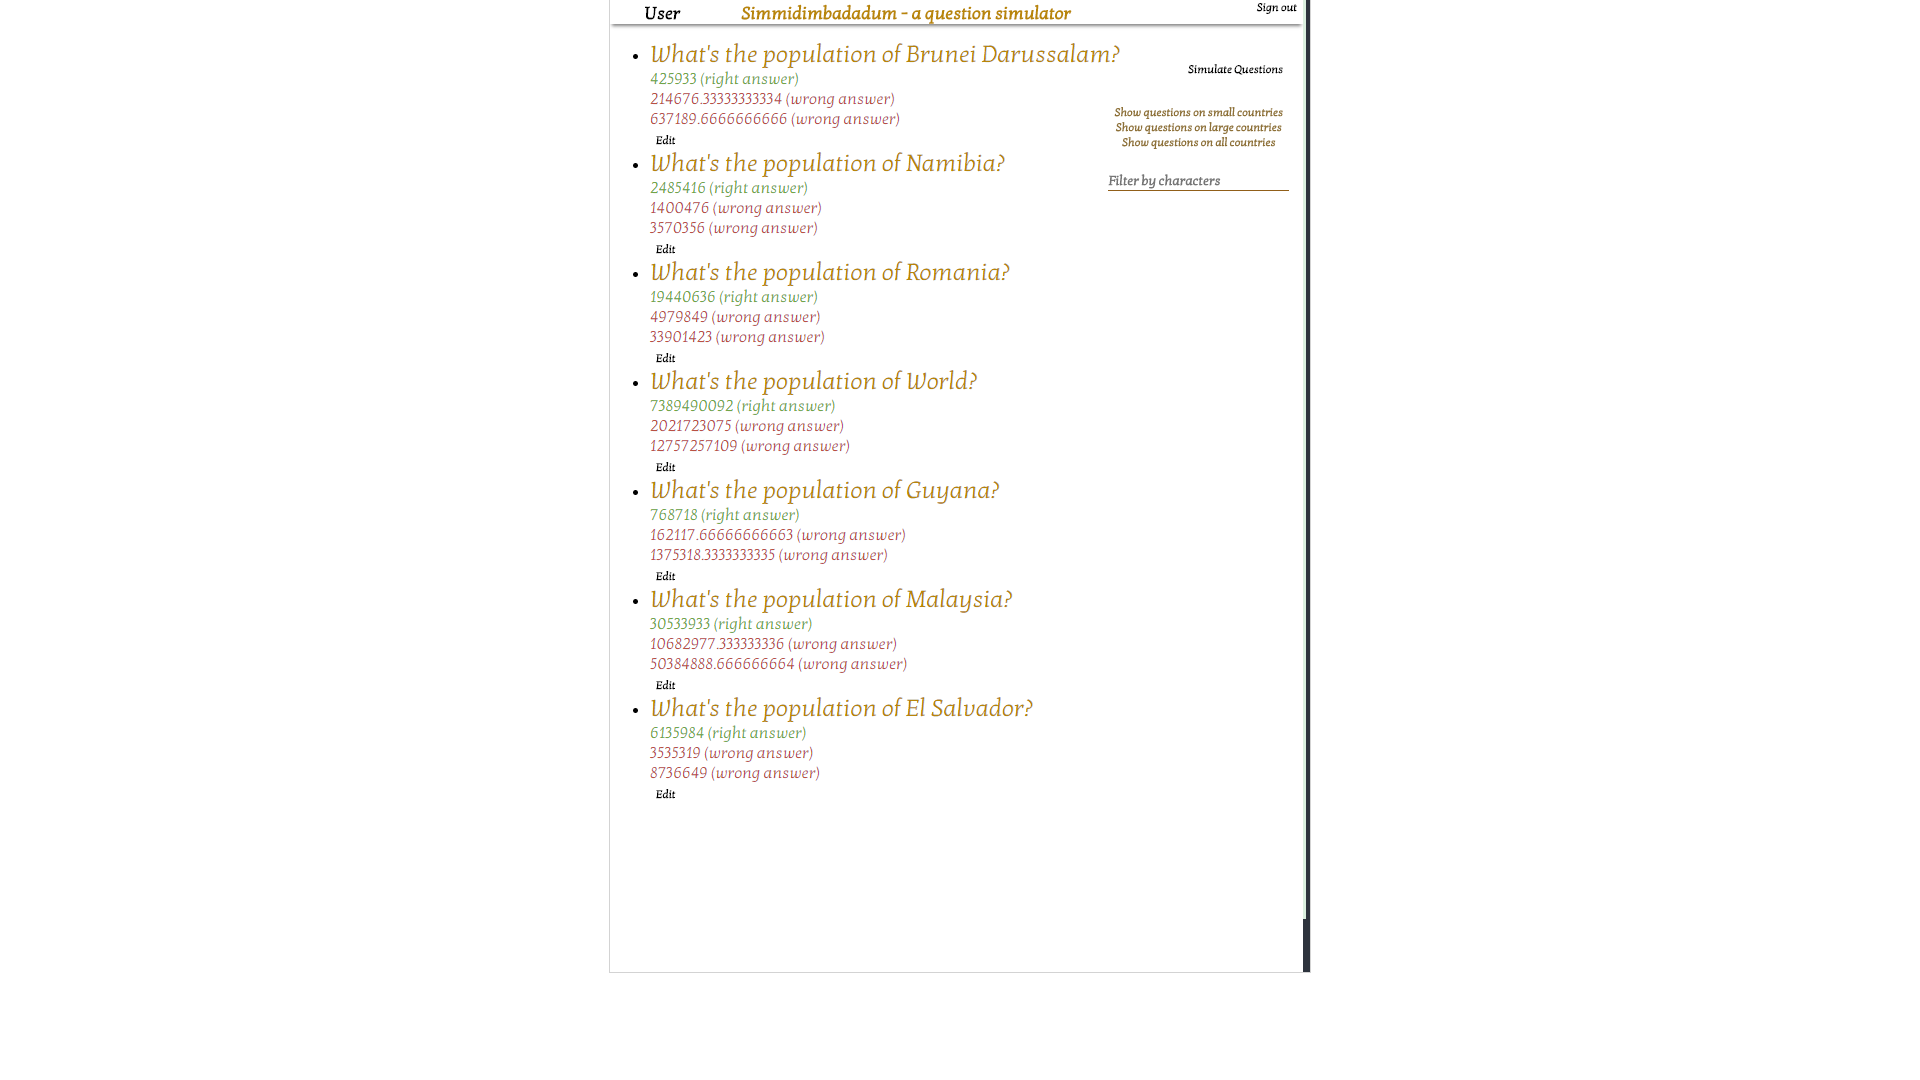 User
Simmidimbadadum - a question simulator
Sign out
What's the population of Brunei Darussalam?
425933 (right answer)
214676.33333333334 (wrong answer)
637189.6666666666 (wrong answer)
Edit
What's the population of Namibia?
2485416 (right answer)
1400476 (wrong answer)
3570356 (wrong answer)
Edit
What's the population of Romania?
19440636 (right answer)
4979849 (wrong answer)
33901423 (wrong answer)
Edit
What's the population of World?
7389490092 (right answer)
2021723075 (wrong answer)
12757257109 (wrong answer)
Edit
What's the population of Guyana?
768718 (right answer)
162117.66666666663 (wrong answer)
1375318.3333333335 (wrong answer)
Edit
What's the population of Malaysia?
30533933 (right answer)
10682977.333333336 (wrong answer)
50384888.666666664 (wrong answer)
Edit
What's the population of El Salvador?
6135984 (right answer)
3535319 (wrong answer)
8736649 (wrong answer)
Edit
Simulate Questions
Show questions on small countries
Show questions on large countries
Show questions on all countries
Filter by characters